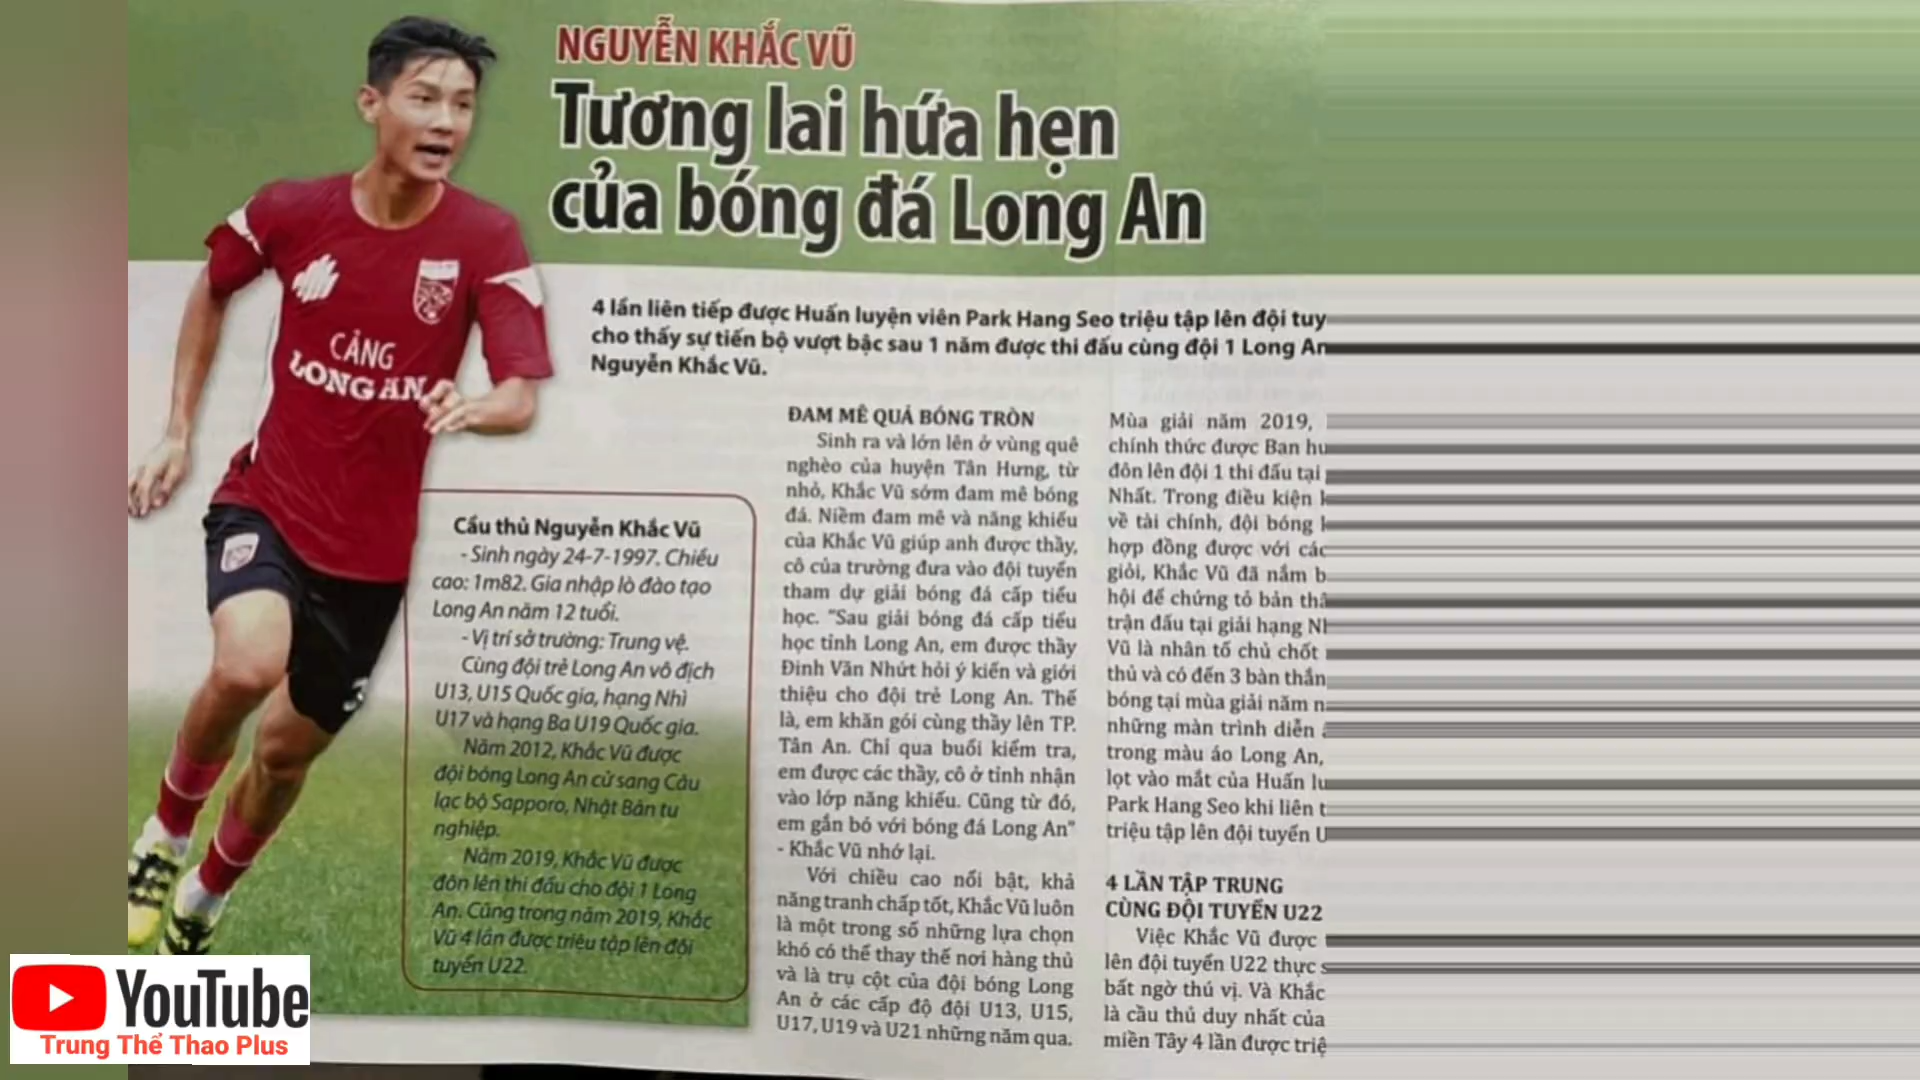 NGUYỄN KHẮC VŨ
Tương lai hứa hẹn
của bóng đá Long An
4 lần liên tiếp được Huấn luyện viên Park Hang Seo triệu tập lên đội tuy
cho thấy sự tiến bộ vượt bậc sau 1 năm được thi đấu cùng đội 1 Long An
Nguyễn Khắc Vũ.
CẢNG
LONG AN
3
Cầu thủ Nguyễn Khắc Vũ
- Sinh ngày 24-7-1997. Chiều
cao: 1m82. Gia nhập lò đào tạo
Long An năm 12 tuổi.
- Vị trí sở trường: Trung vệ.
Cùng đội trẻ Long An vô địch
U13, U15 Quốc gia, hạng Nhì
U17 và hạng Ba U19 Quốc gia.
Năm 2012, Khắc Vũ được
đội bóng Long An cử sang Câu
lạc bộ Sapporo, Nhật Bản tu
nghiệp.
Năm 2019, Khắc Vũ được
đôn lên thi đấu cho đội 1 Long
An. Cũng trong năm 2019, Khắc
Vũ 4 lần được triệu tập lên đội
tuyển U22.
ĐAM MÊ QUẢ BÓNG TRÒN
Sinh ra và lớn lên ở vùng quê
nghèo của huyện Tân Hưng, từ
nhỏ, Khắc Vũ sớm đam mê bóng
đá. Niềm đam mê và năng khiếu
của Khắc Vũ giúp anh được thầy,
cô của trường đưa vào đội tuyển
tham dự giải bóng đá cấp tiểu
học. "Sau giải bóng đá cấp tiểu
học tỉnh Long An, em được thầy
Đinh Văn Nhứt hỏi ý kiến và giới
thiệu cho đội trẻ Long An. Thế
là, em khăn gói cùng thầy lên TP.
Tân An. Chỉ qua buổi kiểm tra,
em được các thầy, cô ở tỉnh nhận
vào lớp năng khiếu. Cũng từ đó,
em gắn bó với bóng đá Long An"
- Khắc Vũ nhớ lại.
Với chiều cao nổi bật, khả
năng tranh chấp tốt, Khắc Vũ luôn
là một trong số những lựa chọn
khó có thể thay thế nơi hàng thủ
và là trụ cột của đội bóng Long
An ở các cấp độ đội U13, U15,
U17, U19 và U21 những năm qua.
Mùa giải năm 2019,
chính thức được Ban hu
đôn lên đội 1 thi đấu tại
Nhất. Trong điều kiện
về tài chính, đội bóng
hợp đồng được với các
giỏi, Khắc Vũ đã nắm b
hội để chứng tỏ bản thâ
trận đấu tại giải hạng Nh
Vũ là nhân tố chủ chốt
thủ và có đến 3 bàn thắn
bóng tại mùa giải năm n
những màn trình diễn
trong màu áo Long An,
lọt vào mắt của Huấn lu
Park Hang Seo khi liên t
triệu tập lên đội tuyển U
4 LẦN TẬP TRUNG
CÙNG ĐỘI TUYỂN U22
Việc Khắc Vũ được
lên đội tuyển U22 thực s
bất ngờ thú vị. Và Khắc
là cầu thủ duy nhất của
miền Tây 4 lần được triệ
YouTube
Trung Thể Thao Plus